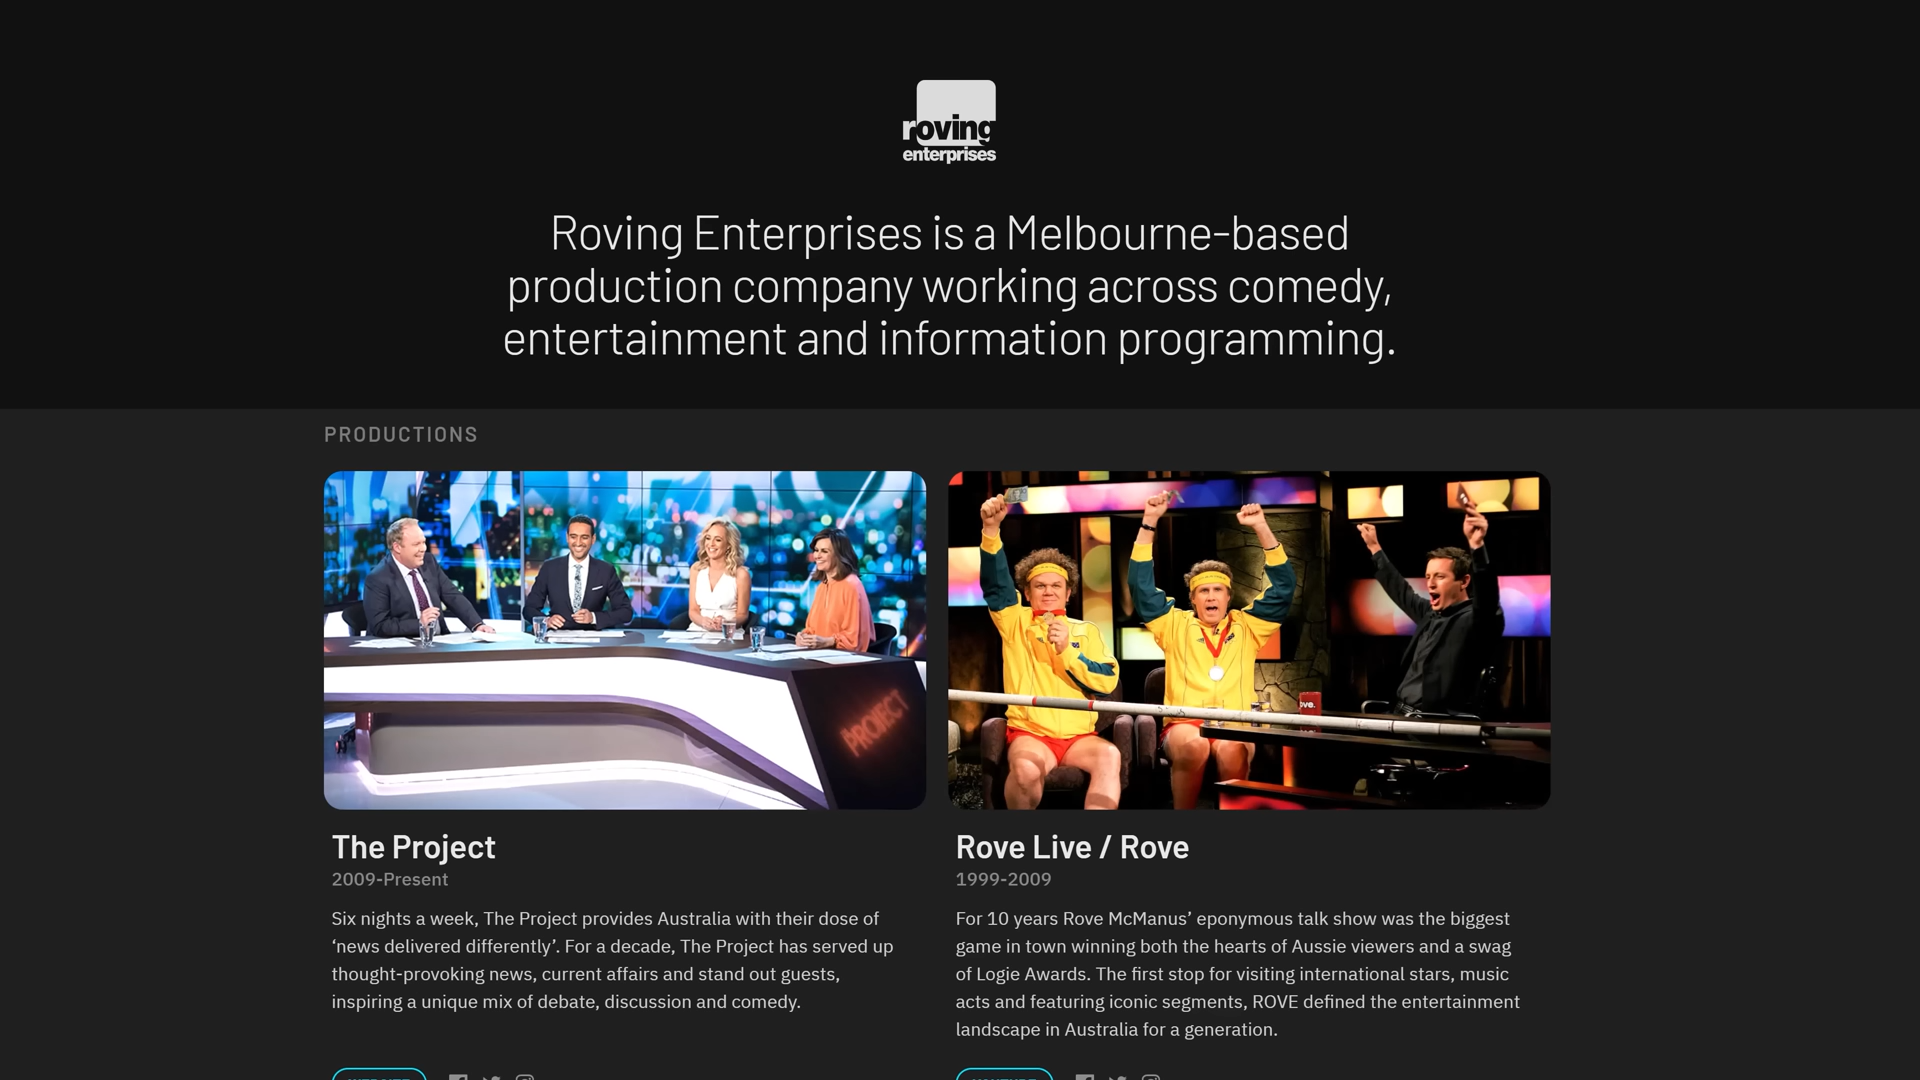 roving
enterprises
Roving Enterprises is a Melbourne-based
production company working across comedy,
entertainment and information programming.
PRODUCTIONS
PROJECT
ove.
The Project
2009-Present
Six nights a week, The Project provides Australia with their dose of
‘news delivered differently’. For a decade, The Project has served up
thought-provoking news, current affairs and stand out guests,
inspiring a unique mix of debate, discussion and comedy.
Rove Live / Rove
1999-2009
For 10 years Rove McManus’ eponymous talk show was the biggest
game in town winning both the hearts of Aussie viewers and a swag
of Logie Awards. The first stop for visiting international stars, music
acts and featuring iconic segments, ROVE defined the entertainment
landscape in Australia for a generation.